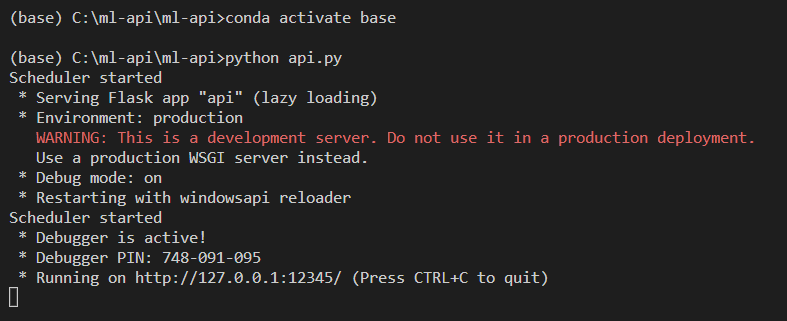 (base) C:\ml-api\ml-api>conda activate base
(base) C:\ml-api\ml-api>python api.py
Scheduler started
* Serving Flask app "api" (lazy loading)
* Environment: production
WARNING: This is a development server. Do not use it in a production deployment.
Use a production WSGI server instead.
* Debug mode: on
* Restarting with windowsapi reloader
Scheduler started
* Debugger is active!
* Debugger PIN: 748-091-095
* Running on http://127.0.0.1:12345/ (Press CTRL+C to quit)